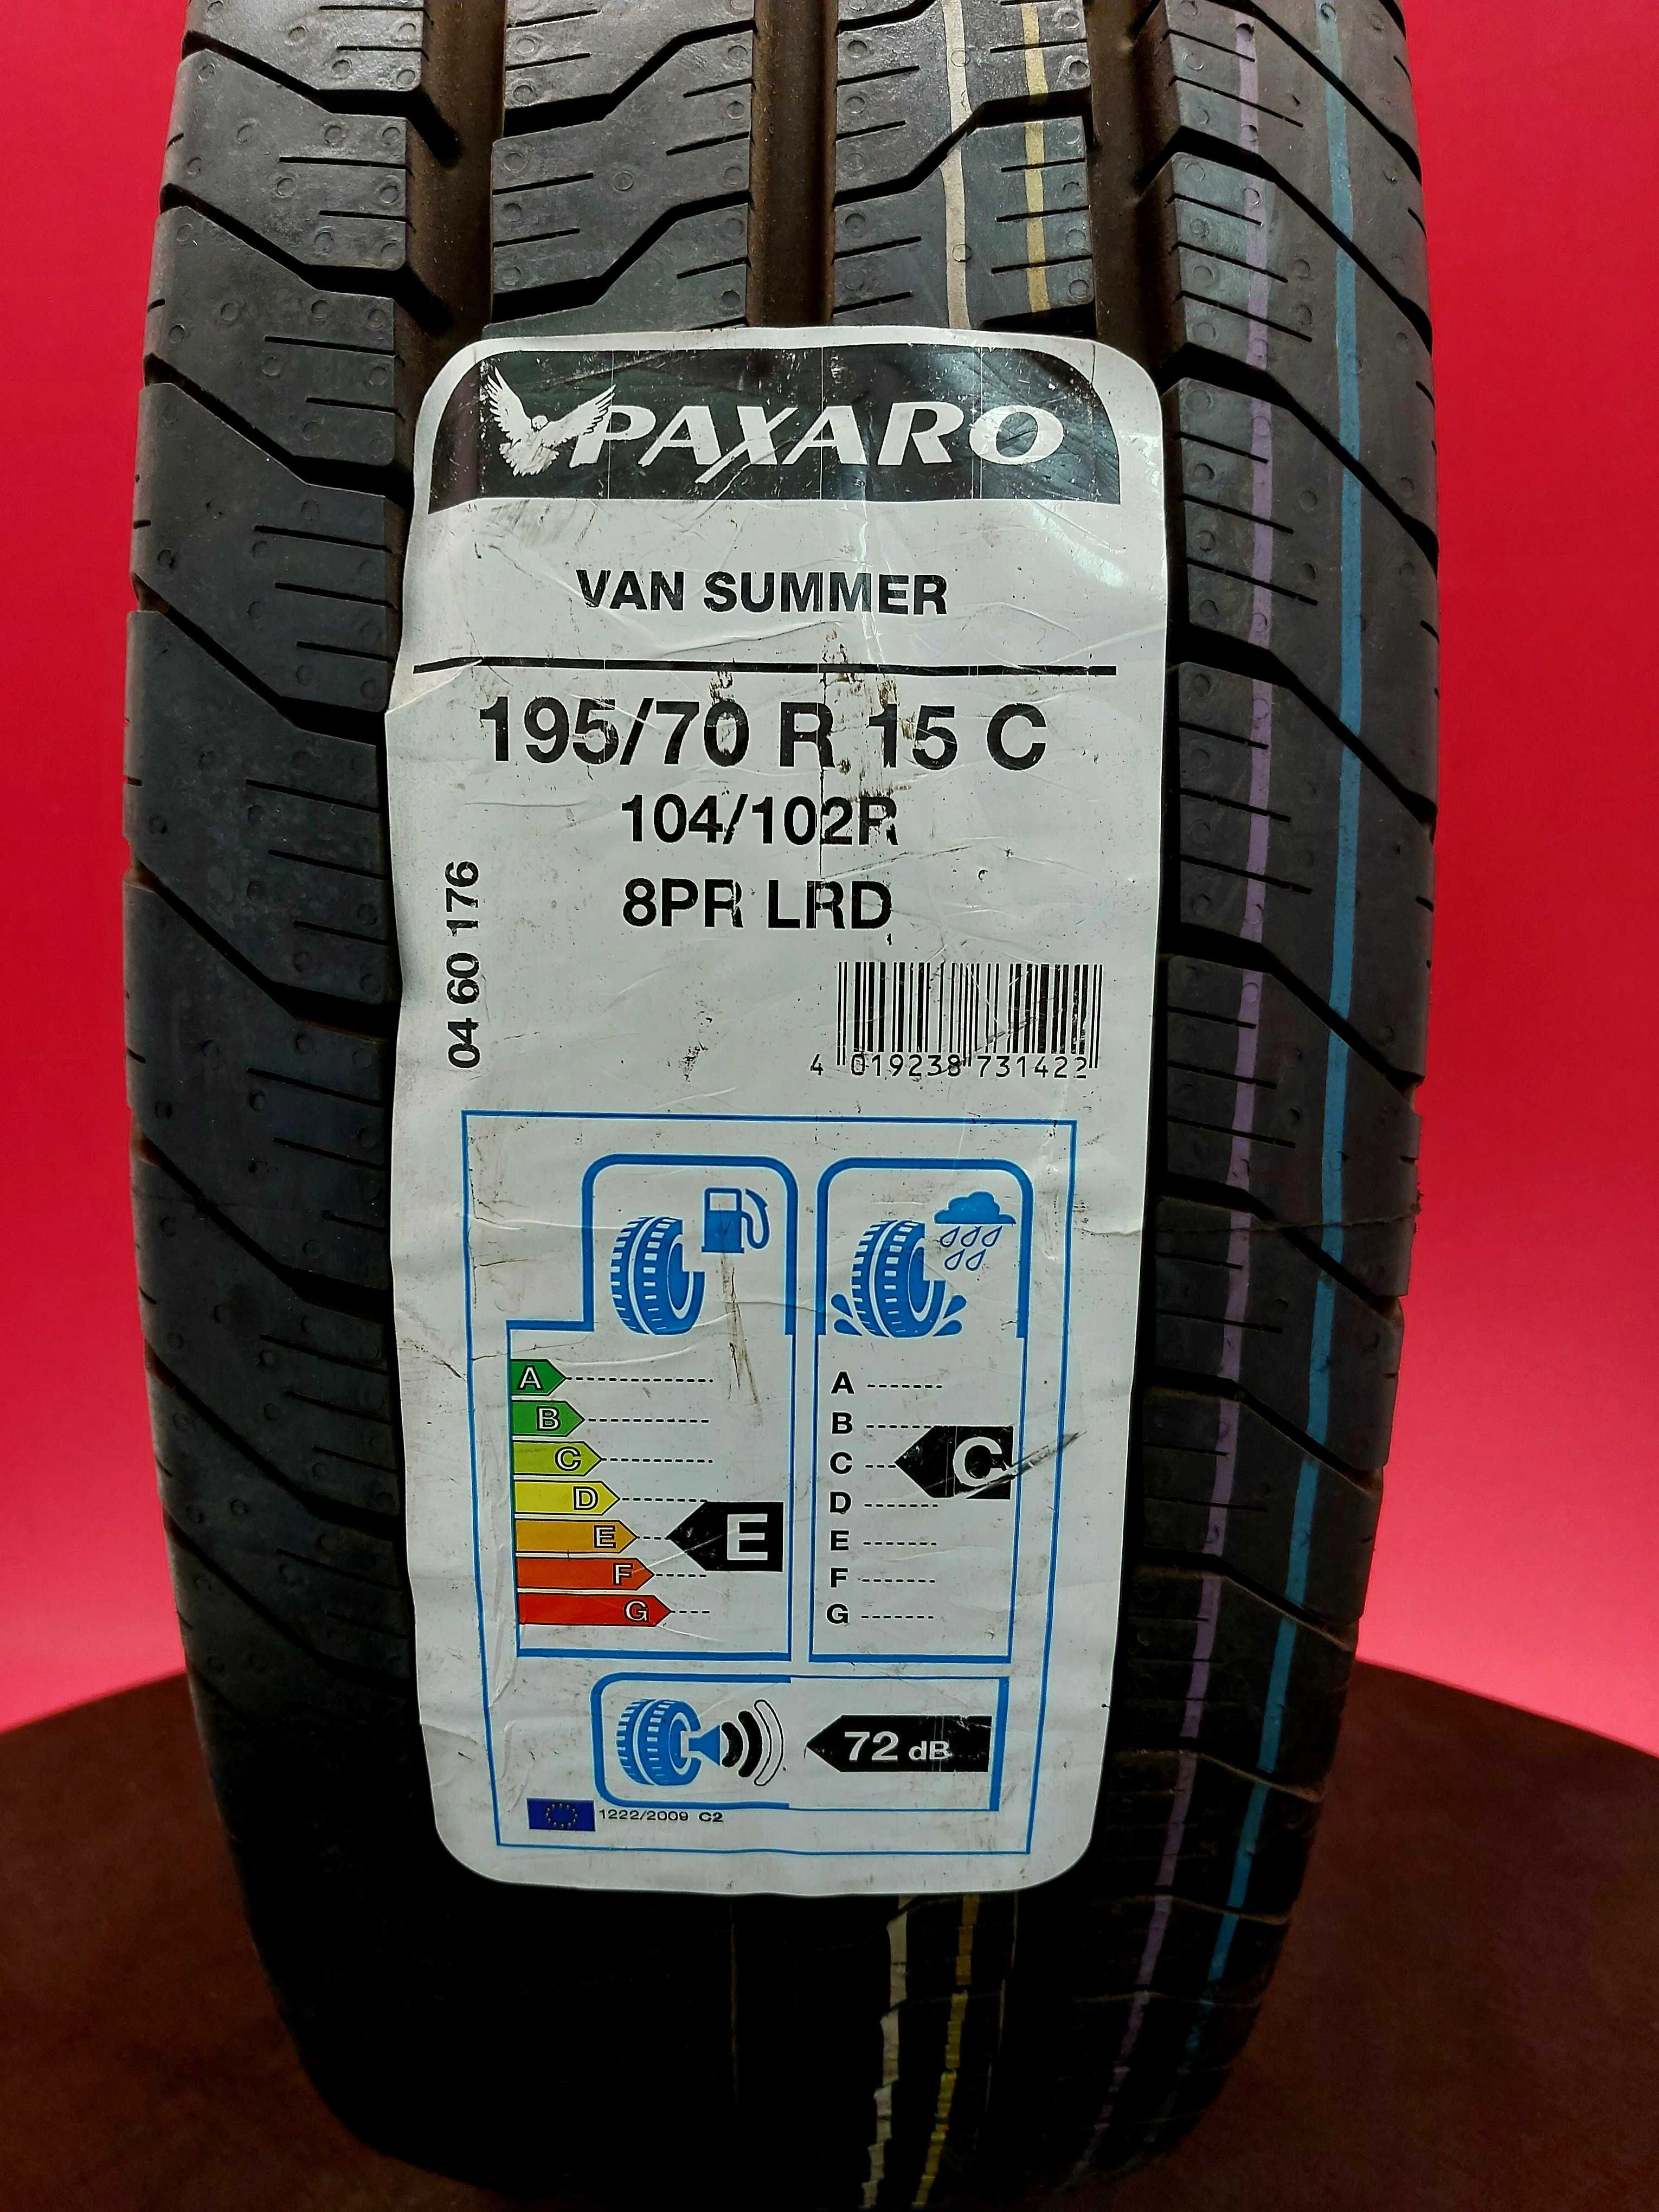 PAXARO
VAN SUMMER
195/70 R 15 C
104/102R
8PR LRD
04 60 176
4 019238 731422
A
B
C
D
E
F
G
E
A
B
C
D
E
F
G
C
72 dB
1222/2009 C2